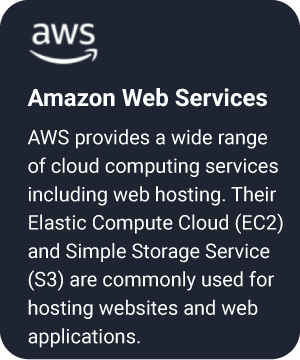 aws
Amazon Web Services
AWS provides a wide range
of cloud computing services
including web hosting. Their
Elastic Compute Cloud (EC2)
and Simple Storage Service
(S3) are commonly used for
hosting websites and web
applications.